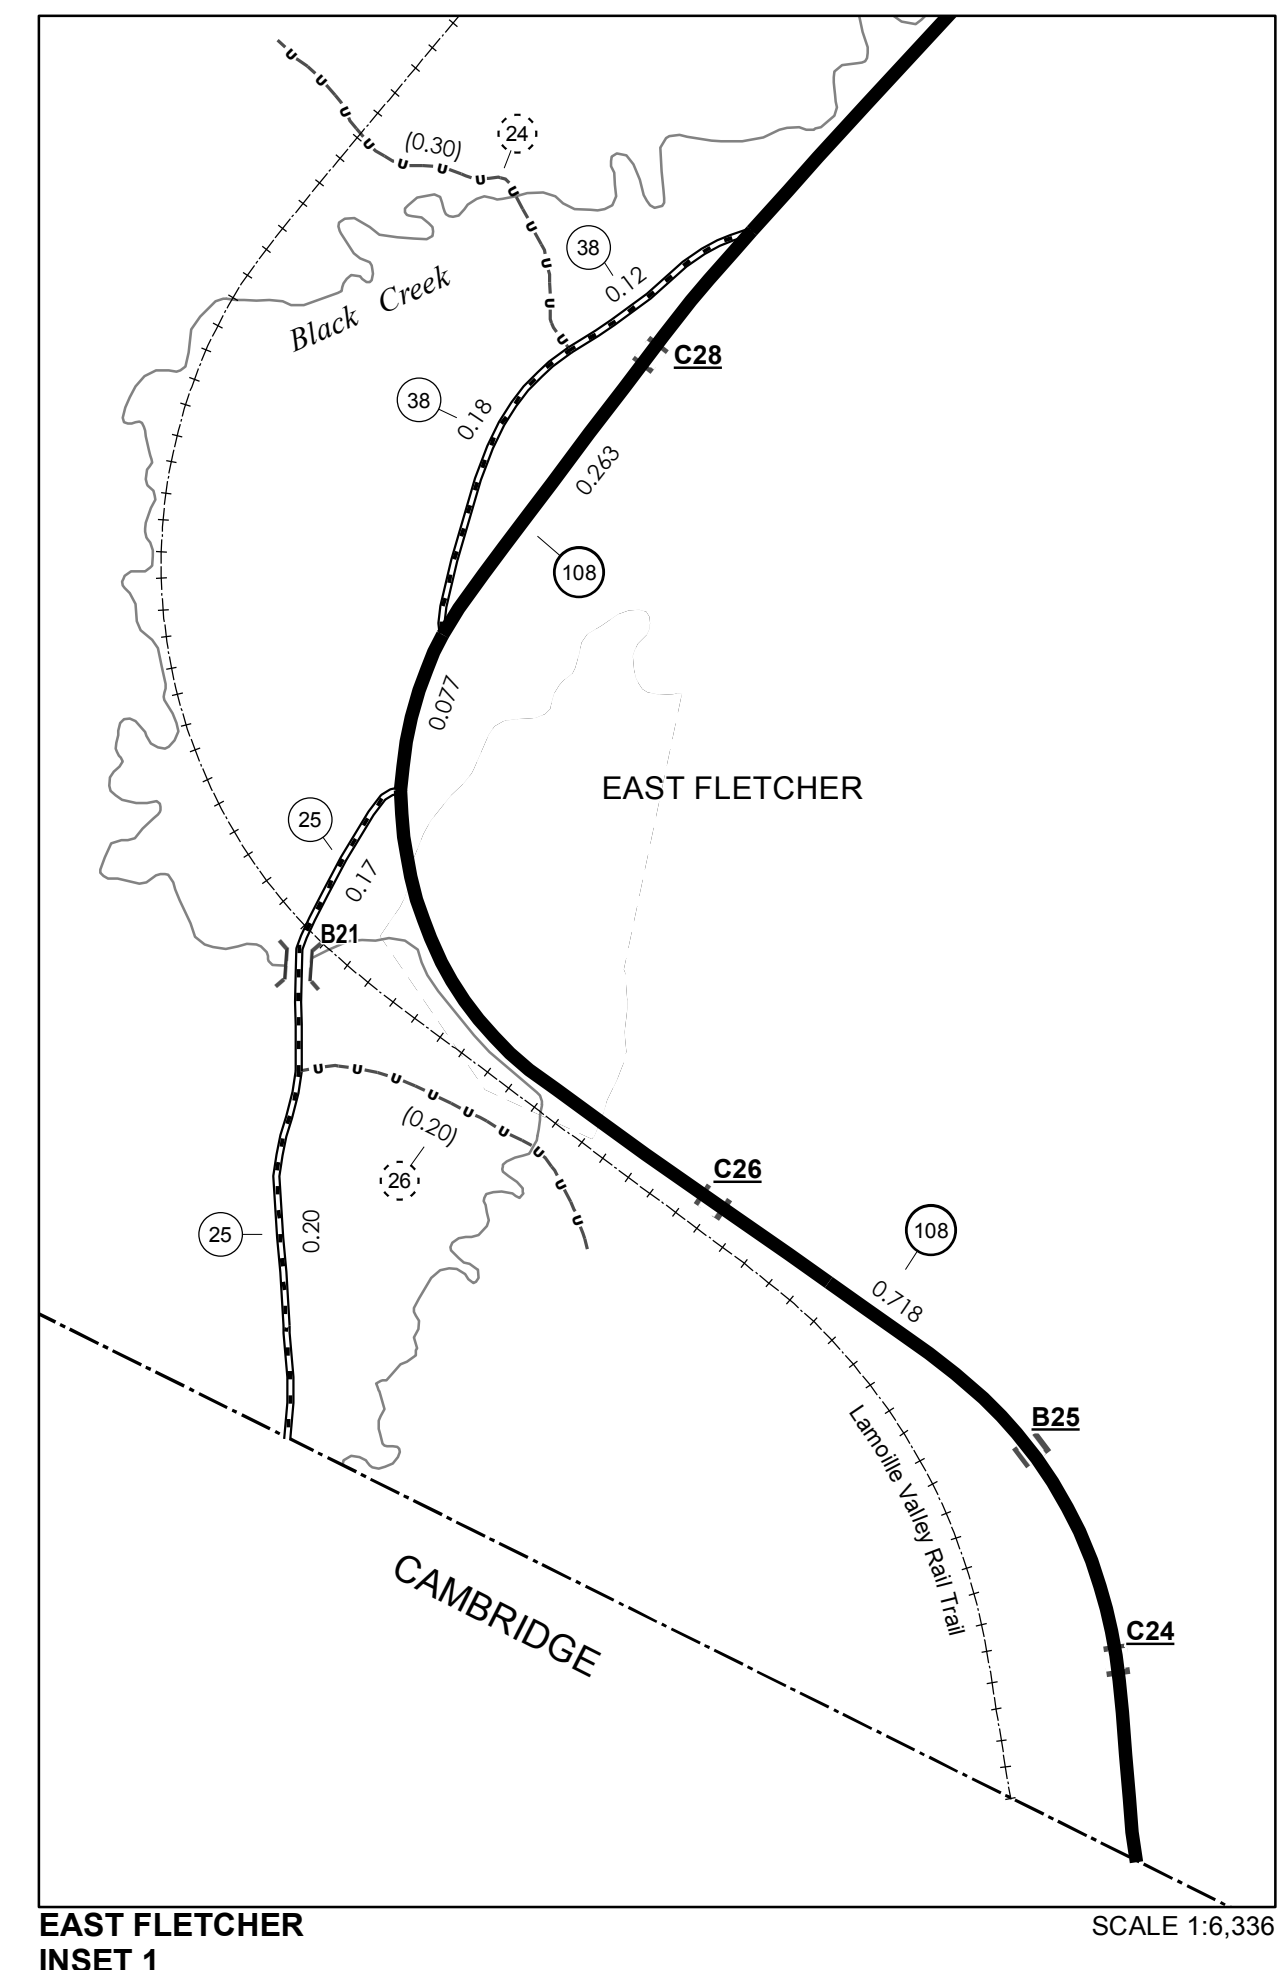 24
(0.30)
38
0.12
Black Creek
C28
38
0.18
0.263
108
0.077
EAST FLETCHER
25
0.17
B21
(0.20)
26
C26
25
0.20
108
0.718
B25
Lamoille Valley Rail Trail
CAMBRIDGE
C24
EAST FLETCHER
INSET 1
SCALE 1:6,336